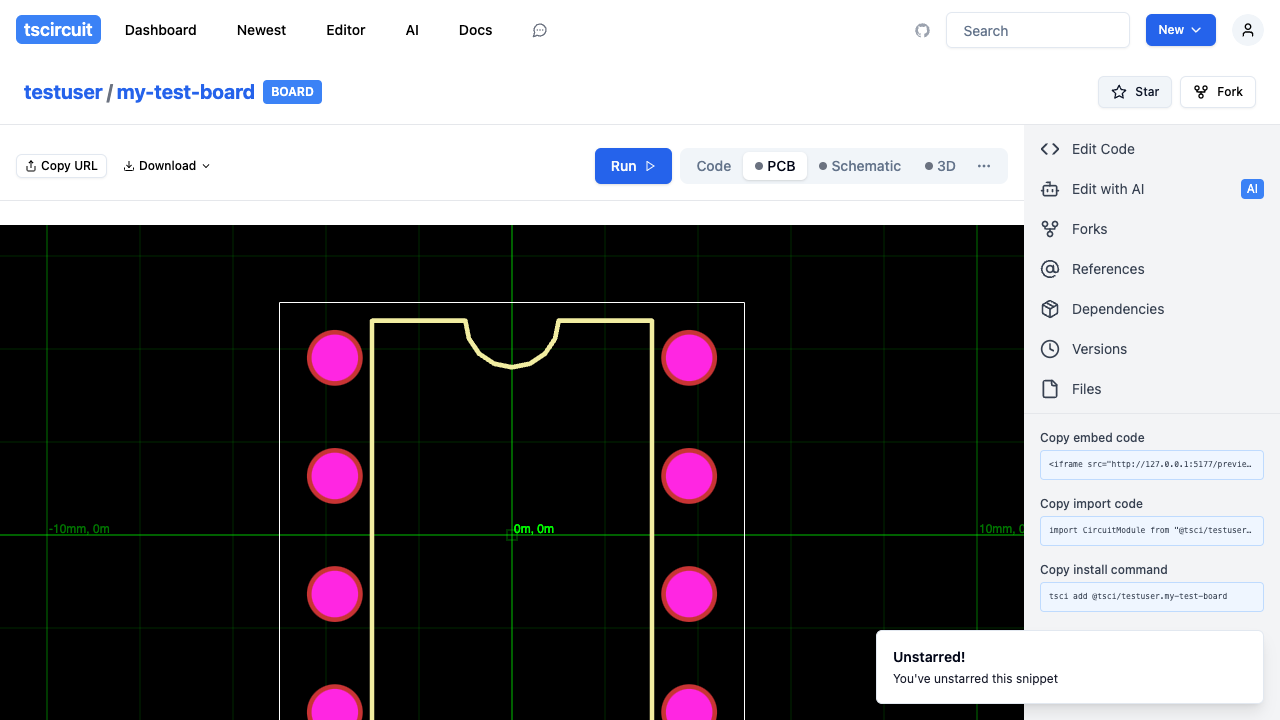 tscircuit
Dashboard
Newest
Editor
AI
Docs
Search
New
testuser / my-test-board
BOARD
Star
Fork
Copy URL
Download
Run
Code
PCB
Schematic
3D
Edit Code
Edit with AI
AI
Forks
References
Dependencies
Versions
Files
-10mm, 0m
0m, 0m
10mm, 0
Copy embed code
<iframe src="http://127.0.0.1:5177/previe…
Copy import code
import CircuitModule from "@tsci/testuser…
Copy install command
tsci add @tsci/testuser.my-test-board
Unstarred!
You've unstarred this snippet